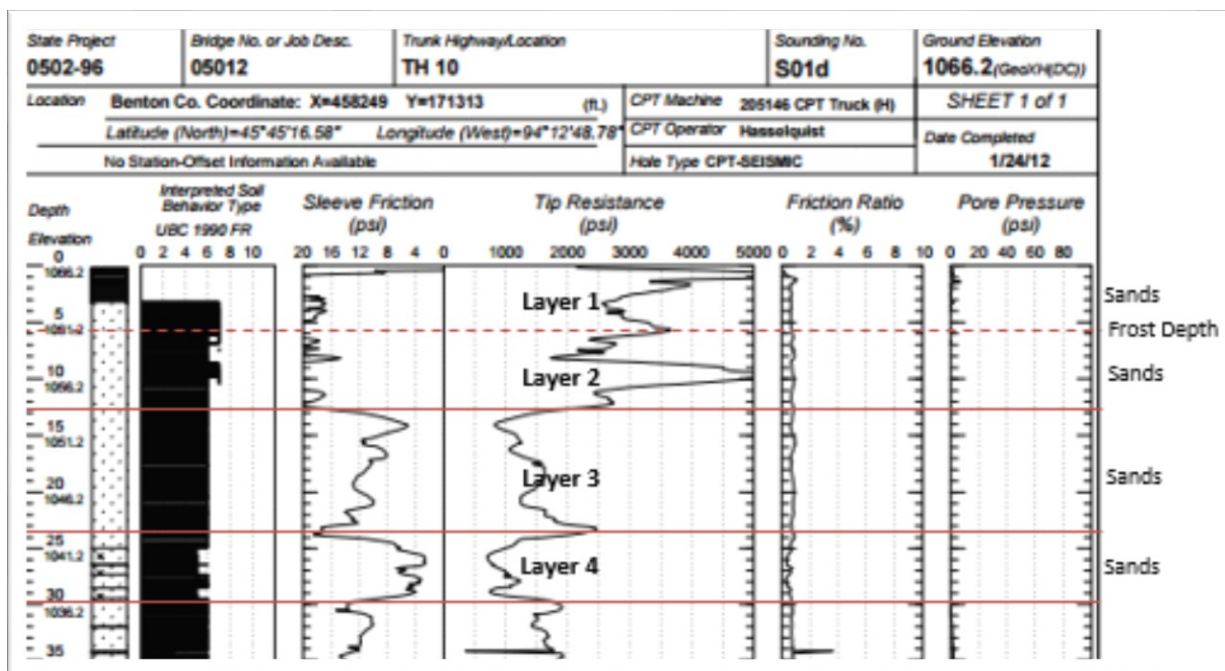 State Project Bridge No. or Job Desc. Trunk Highway/Location Sounding No. Ground Elevation
0502-96 05012 TH 10 S01d 1066.2(GeoXH(DC))
Location Benton Co. Coordinate: X=458249 Y=171313 (ft.) CPT Machine 205146 CPT Truck (H) SHEET 1 of 1
Latitude (North)=45°45'16.58" Longitude (West)=94°12'48.78" CPT Operator Hasselquist Date Completed
No Station-Offset Information Available Hole Type CPT-SEISMIC 1/24/12
Depth Interpreted Soil Behavior Type Sleeve Friction Tip Resistance Friction Ratio Pore Pressure
Elevation UBC 1990 FR (psi) (psi) (%) (psi)
0 0 2 4 6 8 10 20 16 12 8 4 0 1000 2000 3000 4000 5000 0 2 4 6 8 10 0 20 40 60 80
1066.2
Layer 1 Sands
5
1061.2 Frost Depth
10 Layer 2 Sands
1056.2
15
1051.2
20 Layer 3 Sands
1046.2
25
1041.2 Layer 4 Sands
30
1036.2
35